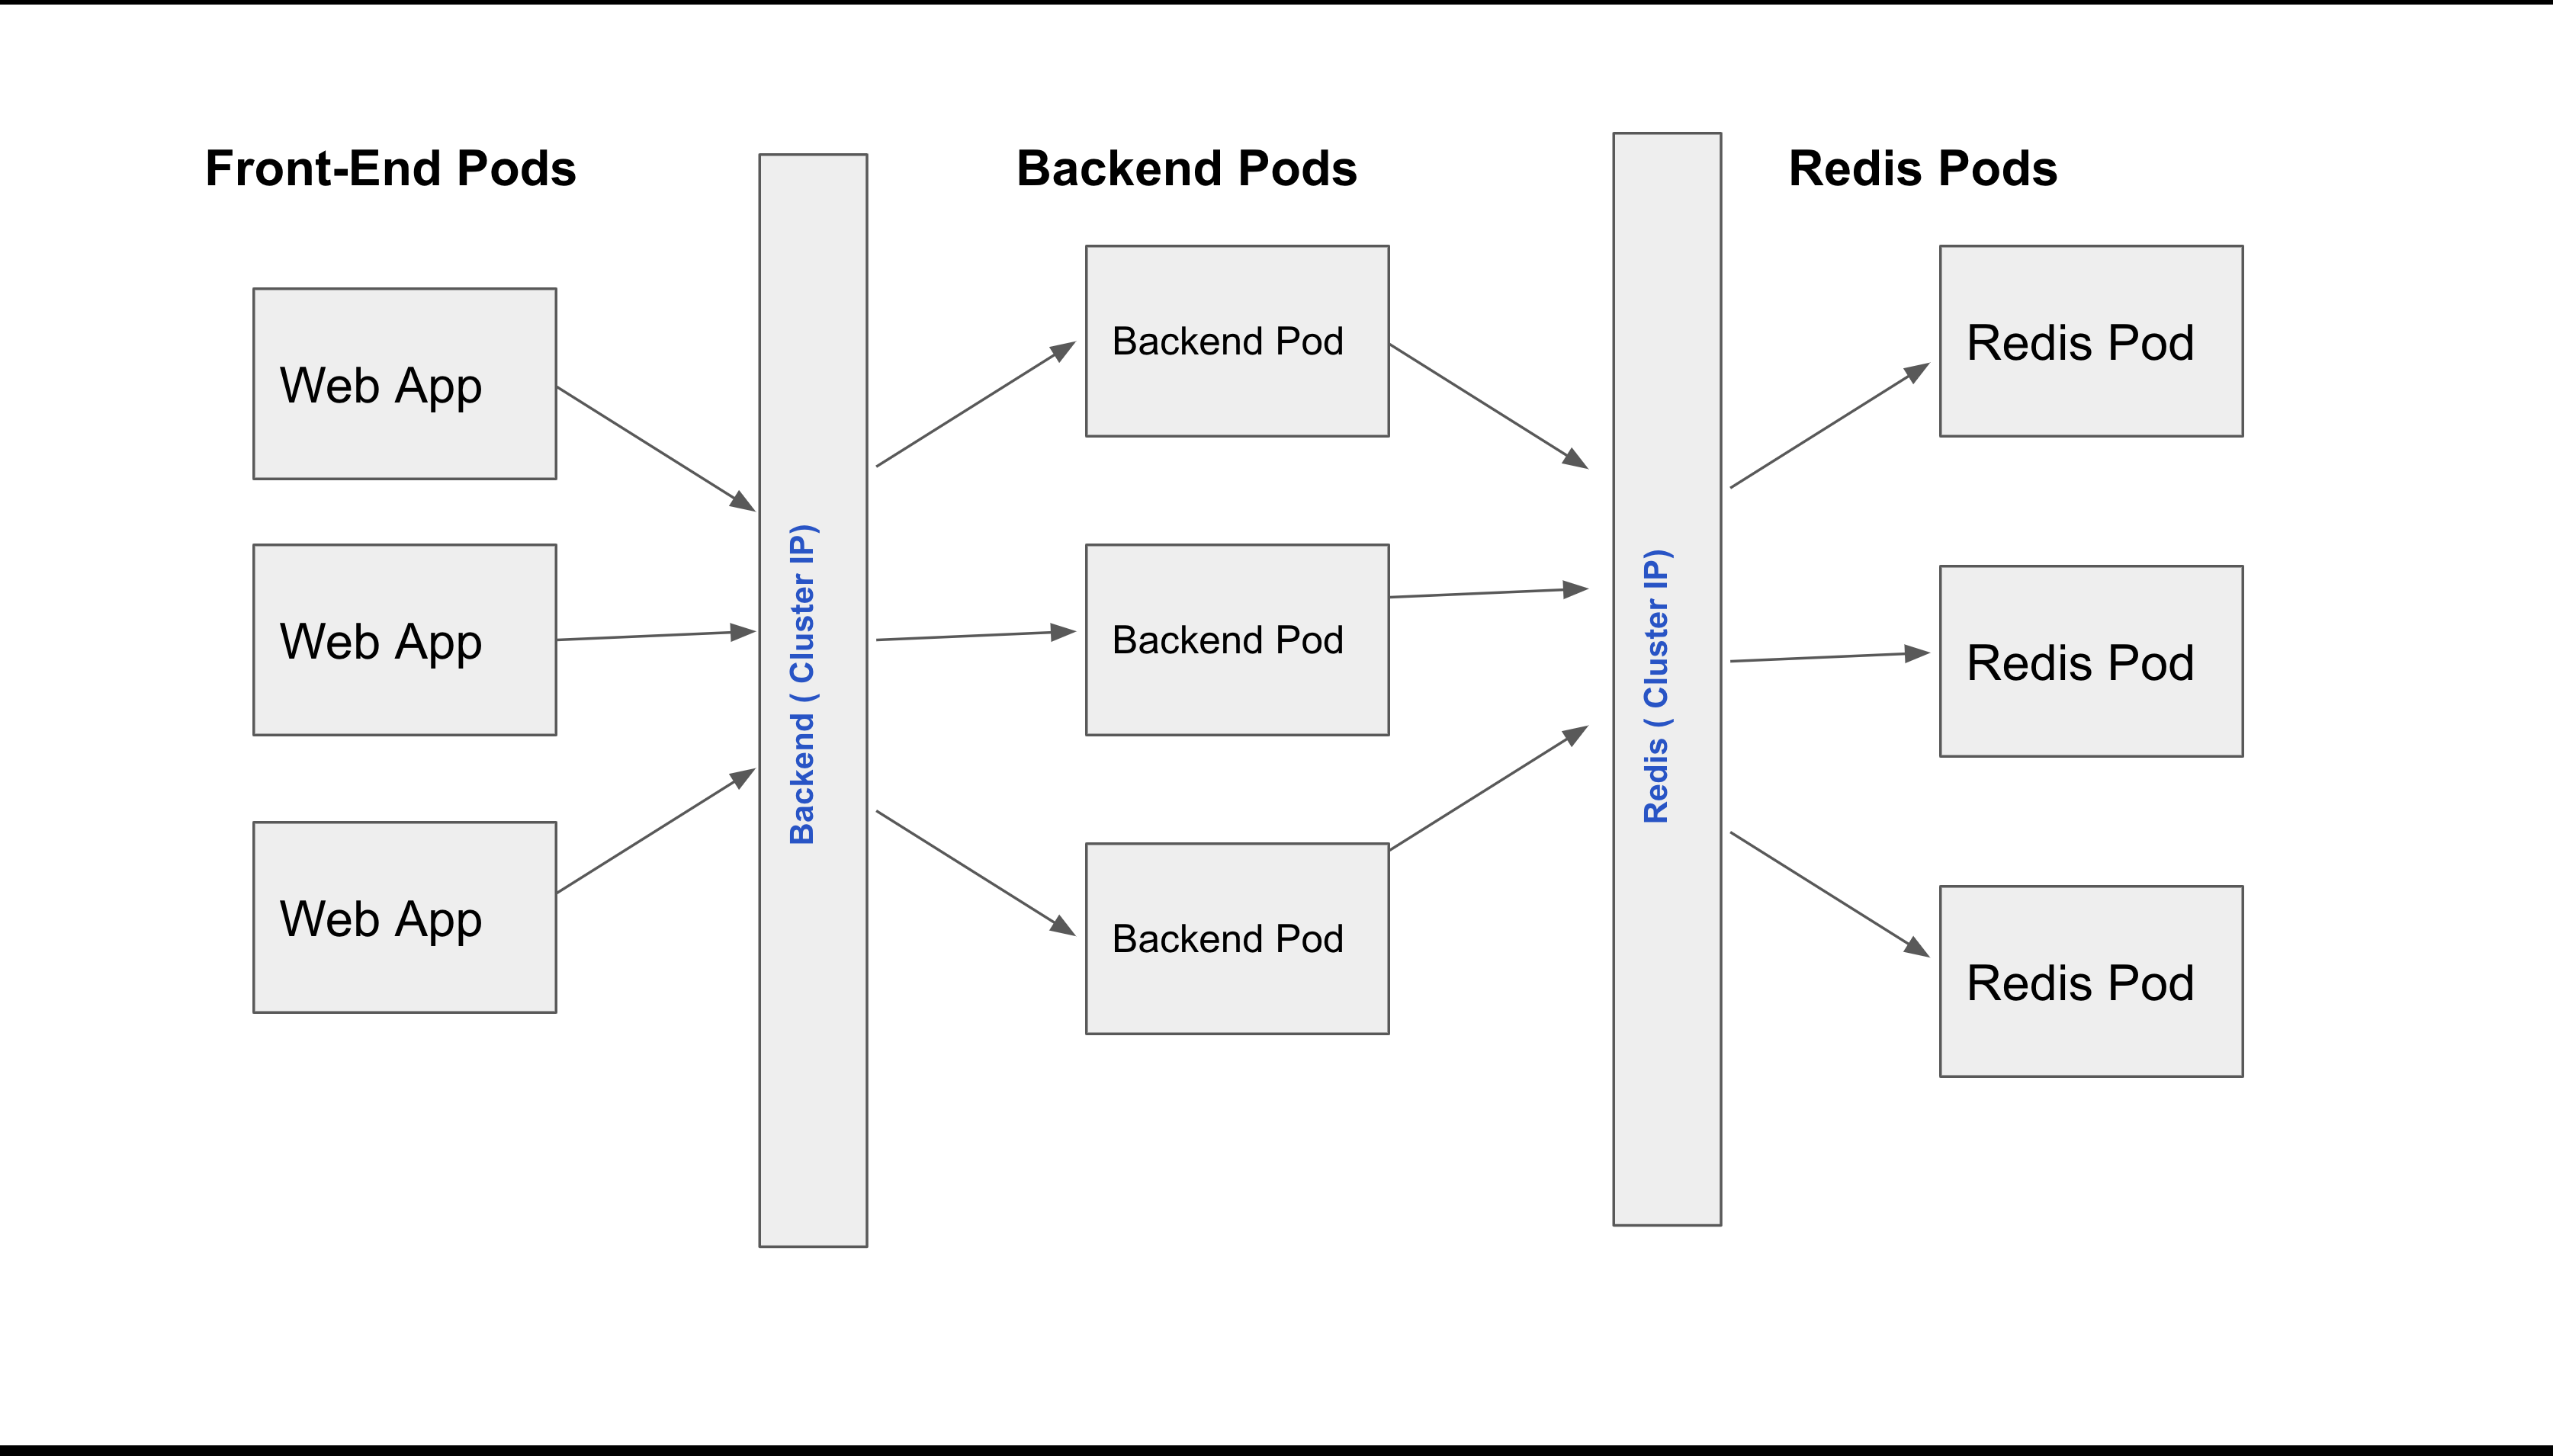 Front-End Pods
Backend Pods
Redis Pods
Web App
Web App
Web App
Backend ( Cluster IP)
Backend Pod
Backend Pod
Backend Pod
Redis ( Cluster IP)
Redis Pod
Redis Pod
Redis Pod